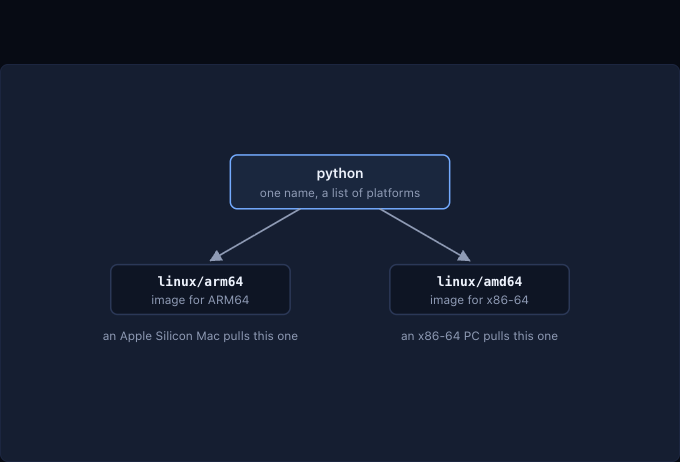 python
one name, a list of platforms
linux/arm64
image for ARM64
an Apple Silicon Mac pulls this one
linux/amd64
image for x86-64
an x86-64 PC pulls this one